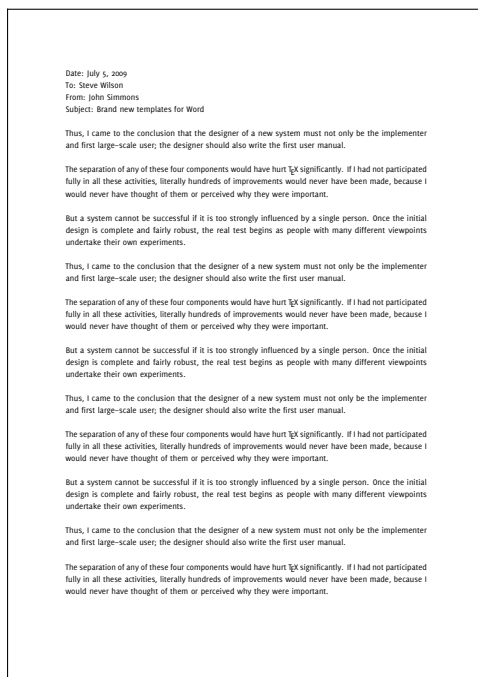 Date: July 5, 2009
To: Steve Wilson
From: John Simmons
Subject: Brand new templates for Word
Thus, I came to the conclusion that the designer of a new system must not only be the implementer
and first large-scale user; the designer should also write the first user manual.
The separation of any of these four components would have hurt TEX significantly. If I had not participated
fully in all these activities, literally hundreds of improvements would never have been made, because I
would never have thought of them or perceived why they were important.
But a system cannot be successful if it is too strongly influenced by a single person. Once the initial
design is complete and fairly robust, the real test begins as people with many different viewpoints
undertake their own experiments.
Thus, I came to the conclusion that the designer of a new system must not only be the implementer
and first large-scale user; the designer should also write the first user manual.
The separation of any of these four components would have hurt TEX significantly. If I had not participated
fully in all these activities, literally hundreds of improvements would never have been made, because I
would never have thought of them or perceived why they were important.
But a system cannot be successful if it is too strongly influenced by a single person. Once the initial
design is complete and fairly robust, the real test begins as people with many different viewpoints
undertake their own experiments.
Thus, I came to the conclusion that the designer of a new system must not only be the implementer
and first large-scale user; the designer should also write the first user manual.
The separation of any of these four components would have hurt TEX significantly. If I had not participated
fully in all these activities, literally hundreds of improvements would never have been made, because I
would never have thought of them or perceived why they were important.
But a system cannot be successful if it is too strongly influenced by a single person. Once the initial
design is complete and fairly robust, the real test begins as people with many different viewpoints
undertake their own experiments.
Thus, I came to the conclusion that the designer of a new system must not only be the implementer
and first large-scale user; the designer should also write the first user manual.
The separation of any of these four components would have hurt TEX significantly. If I had not participated
fully in all these activities, literally hundreds of improvements would never have been made, because I
would never have thought of them or perceived why they were important.